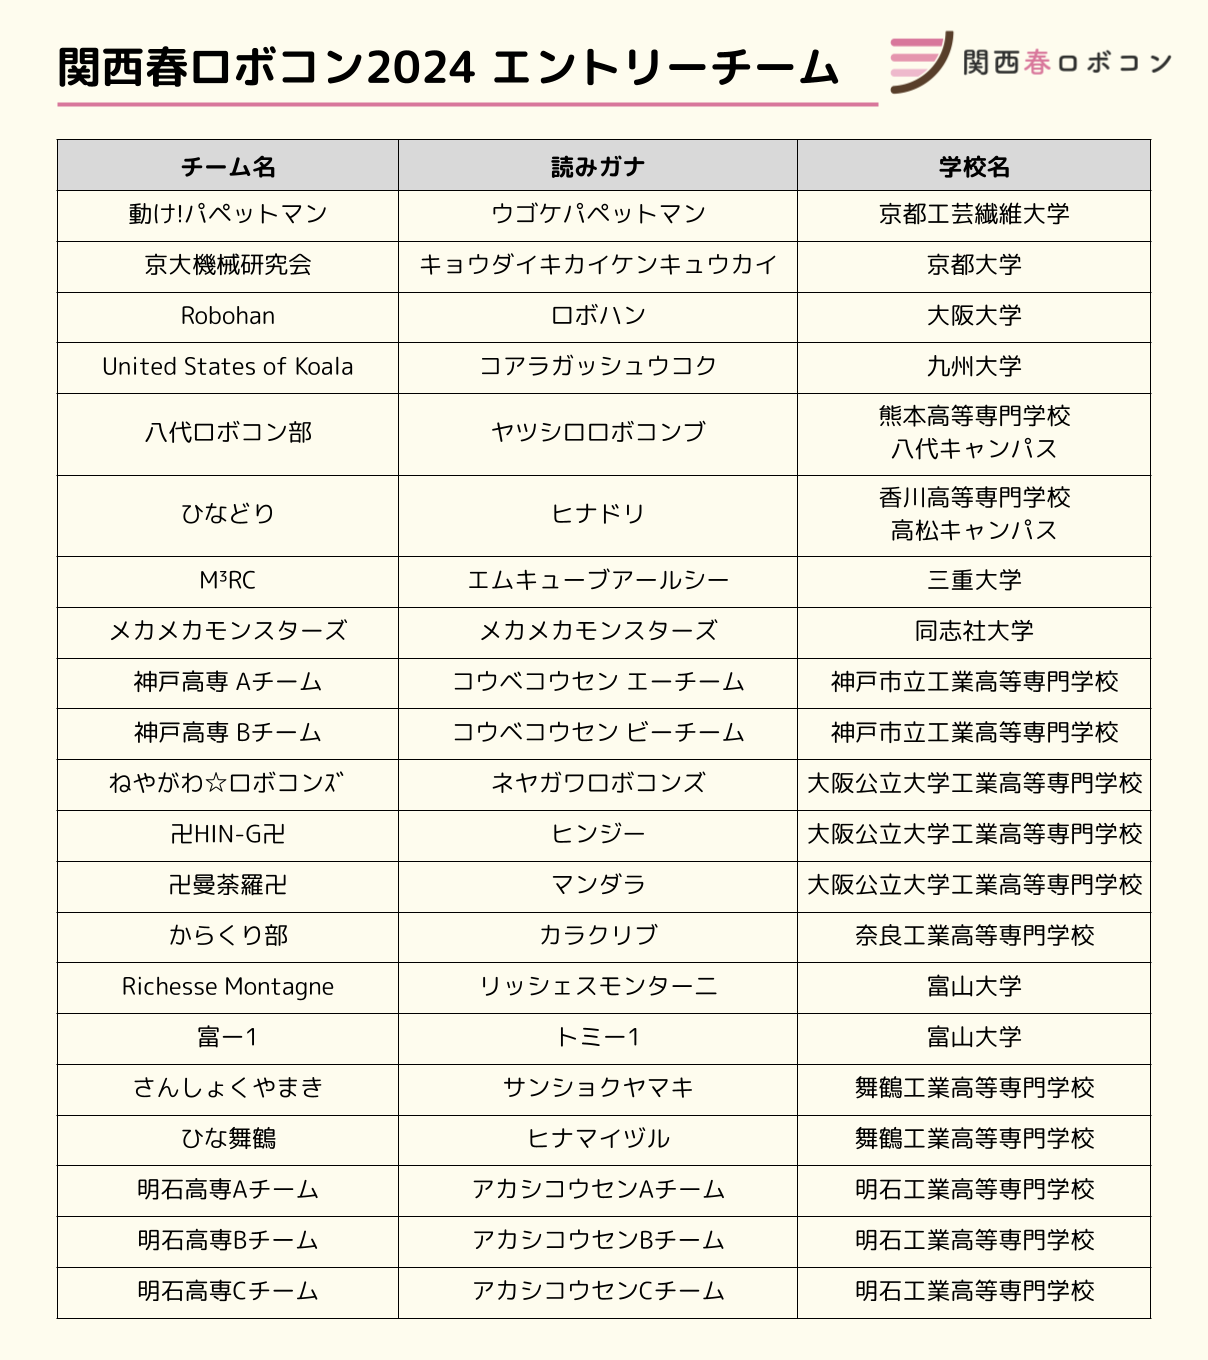 関西春ロボコン2024 エントリーチーム
関西春ロボコン
チーム名 読みガナ 学校名
動け!パペットマン ウゴケパペットマン 京都工芸繊維大学
京大機械研究会 キョウダイキカイケンキュウカイ 京都大学
Robohan ロボハン 大阪大学
United States of Koala コアラガッシュウコク 九州大学
八代ロボコン部 ヤツシロロボコンブ 熊本高等専門学校
八代キャンパス
ひなどり ヒナドリ 香川高等専門学校
高松キャンパス
M³RC エムキューブアールシー 三重大学
メカメカモンスターズ メカメカモンスターズ 同志社大学
神戸高専 Aチーム コウベコウセン エーチーム 神戸市立工業高等専門学校
神戸高専 Bチーム コウベコウセン ビーチーム 神戸市立工業高等専門学校
ねやがわ☆ロボコンズ ネヤガワロボコンズ 大阪公立大学工業高等専門学校
卍HIN-G卍 ヒンジー 大阪公立大学工業高等専門学校
卍曼荼羅卍 マンダラ 大阪公立大学工業高等専門学校
からくり部 カラクリブ 奈良工業高等専門学校
Richesse Montagne リッシェスモンターニ 富山大学
富ー1 トミー1 富山大学
さんしょくやまき サンショクヤマキ 舞鶴工業高等専門学校
ひな舞鶴 ヒナマイヅル 舞鶴工業高等専門学校
明石高専Aチーム アカシコウセンAチーム 明石工業高等専門学校
明石高専Bチーム アカシコウセンBチーム 明石工業高等専門学校
明石高専Cチーム アカシコウセンCチーム 明石工業高等専門学校